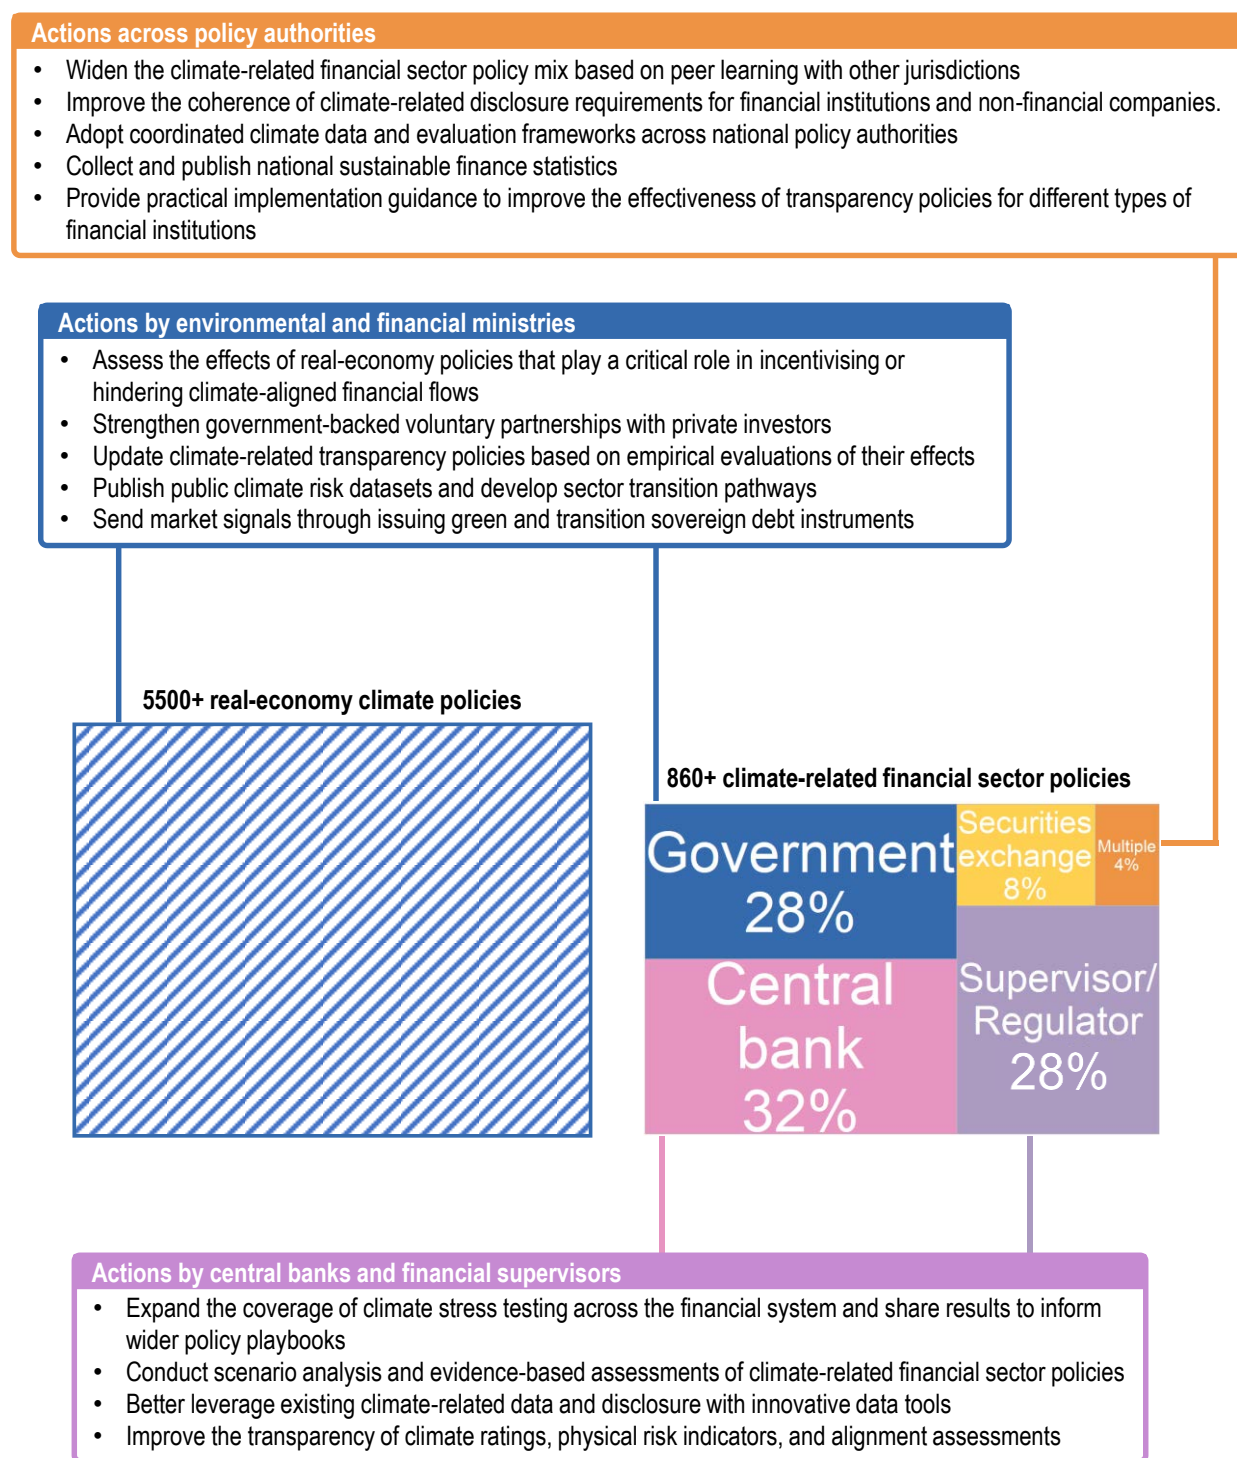 Actions across policy authorities
• Widen the climate-related financial sector policy mix based on peer learning with other jurisdictions
• Improve the coherence of climate-related disclosure requirements for financial institutions and non-financial companies.
• Adopt coordinated climate data and evaluation frameworks across national policy authorities
• Collect and publish national sustainable finance statistics
• Provide practical implementation guidance to improve the effectiveness of transparency policies for different types of
financial institutions
Actions by environmental and financial ministries
• Assess the effects of real-economy policies that play a critical role in incentivising or
hindering climate-aligned financial flows
• Strengthen government-backed voluntary partnerships with private investors
• Update climate-related transparency policies based on empirical evaluations of their effects
• Publish public climate risk datasets and develop sector transition pathways
• Send market signals through issuing green and transition sovereign debt instruments
5500+ real-economy climate policies
860+ climate-related financial sector policies
Government
28%
Securities
exchange
8%
Multiple
4%
Central
bank
32%
Supervisor/
Regulator
28%
Actions by central banks and financial supervisors
• Expand the coverage of climate stress testing across the financial system and share results to inform
wider policy playbooks
• Conduct scenario analysis and evidence-based assessments of climate-related financial sector policies
• Better leverage existing climate-related data and disclosure with innovative data tools
• Improve the transparency of climate ratings, physical risk indicators, and alignment assessments